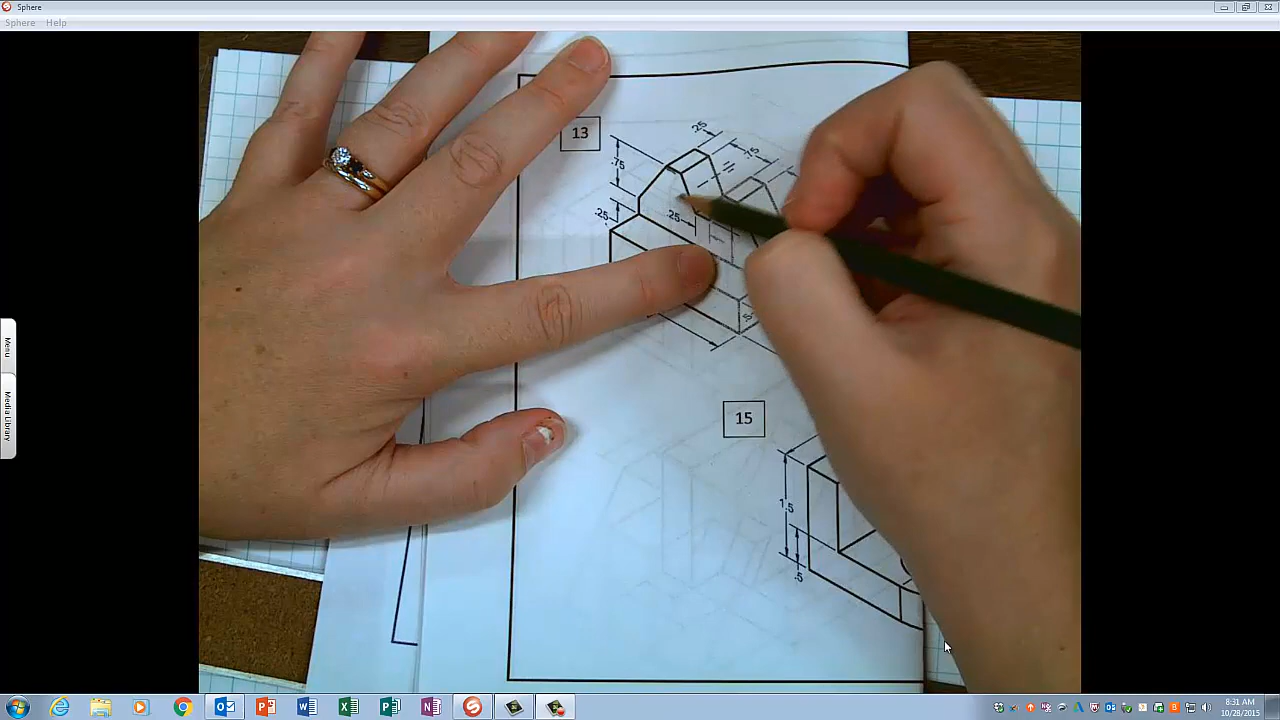 Sphere
Sphere Help
13
.25
.75
.75
.25
.25
.5
15
1.5
.5
Menu
Media Library
8:31 AM
10/28/2015